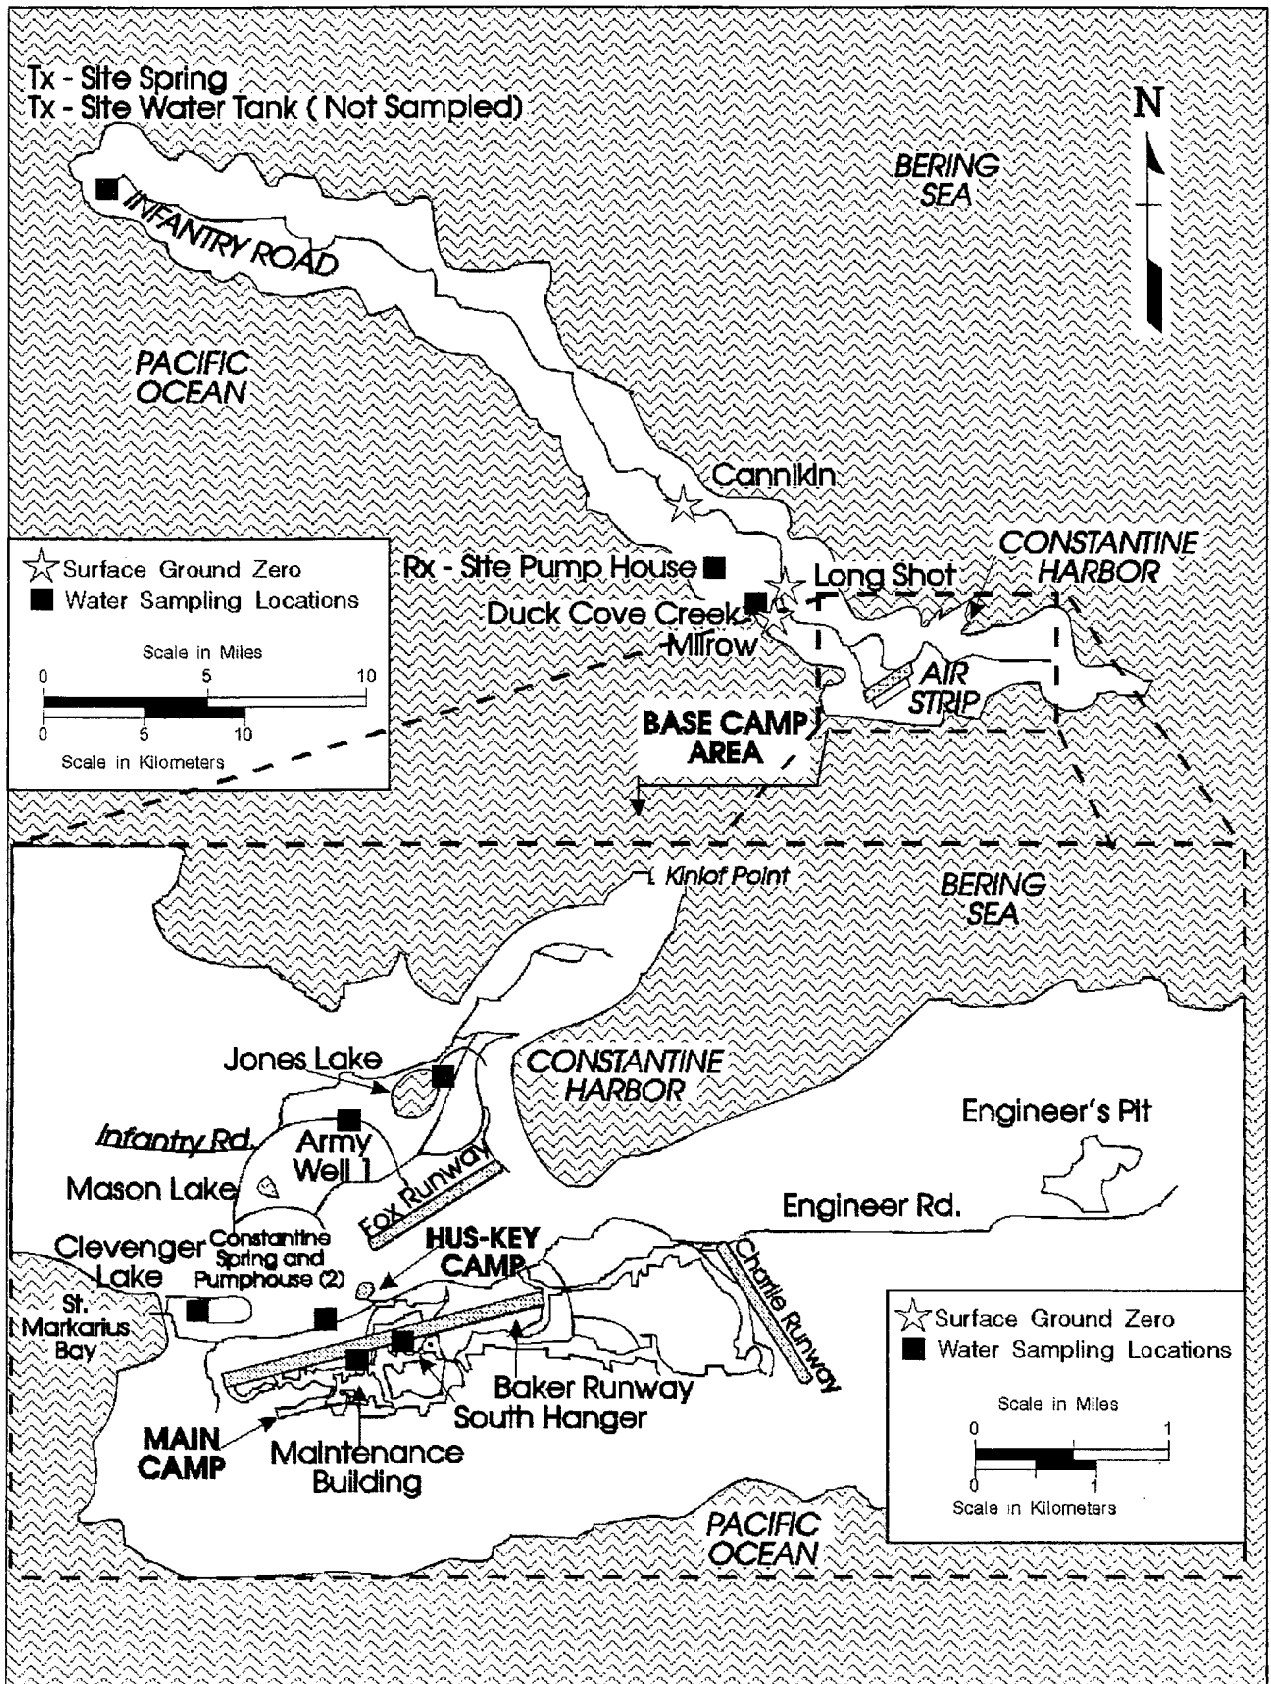 Tx - Site Spring
Tx - Site Water Tank ( Not Sampled)
N
BERING
SEA
INFANTRY ROAD
PACIFIC
OCEAN
Cannikin
CONSTANTINE
HARBOR
Rx - Site Pump House
Long Shot
Duck Cove Creek
Milrow
AIR
STRIP
BASE CAMP
AREA
Surface Ground Zero
Water Sampling Locations
Scale in Miles
0 5 10
0 5 10
Scale in Kilometers
Kirilof Point
BERING
SEA
Jones Lake
CONSTANTINE
HARBOR
Infantry Rd.
Army
Well 1
Engineer's Pit
Mason Lake
Fox Runway
Engineer Rd.
Clevenger
Lake
Constantine
Spring and
Pumphouse (2)
HUS-KEY
CAMP
Charlie Runway
St.
Markarius
Bay
Baker Runway
South Hanger
MAIN
CAMP
Maintenance
Building
Surface Ground Zero
Water Sampling Locations
Scale in Miles
0 1
0 1
Scale in Kilometers
PACIFIC
OCEAN